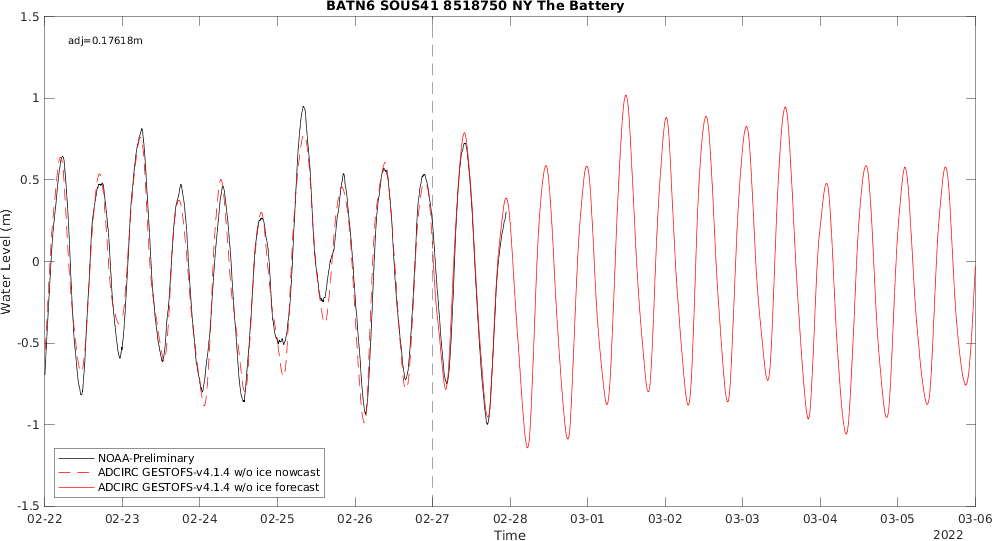 BATN6 SOUS41 8518750 NY The Battery
adj=0.17618m
1.5
1
0.5
0
-0.5
-1
-1.5
Water Level (m)
NOAA-Preliminary
ADCIRC GESTOFS-v4.1.4 w/o ice nowcast
ADCIRC GESTOFS-v4.1.4 w/o ice forecast
02-22 02-23 02-24 02-25 02-26 02-27 02-28 03-01 03-02 03-03 03-04 03-05 03-06
Time
2022